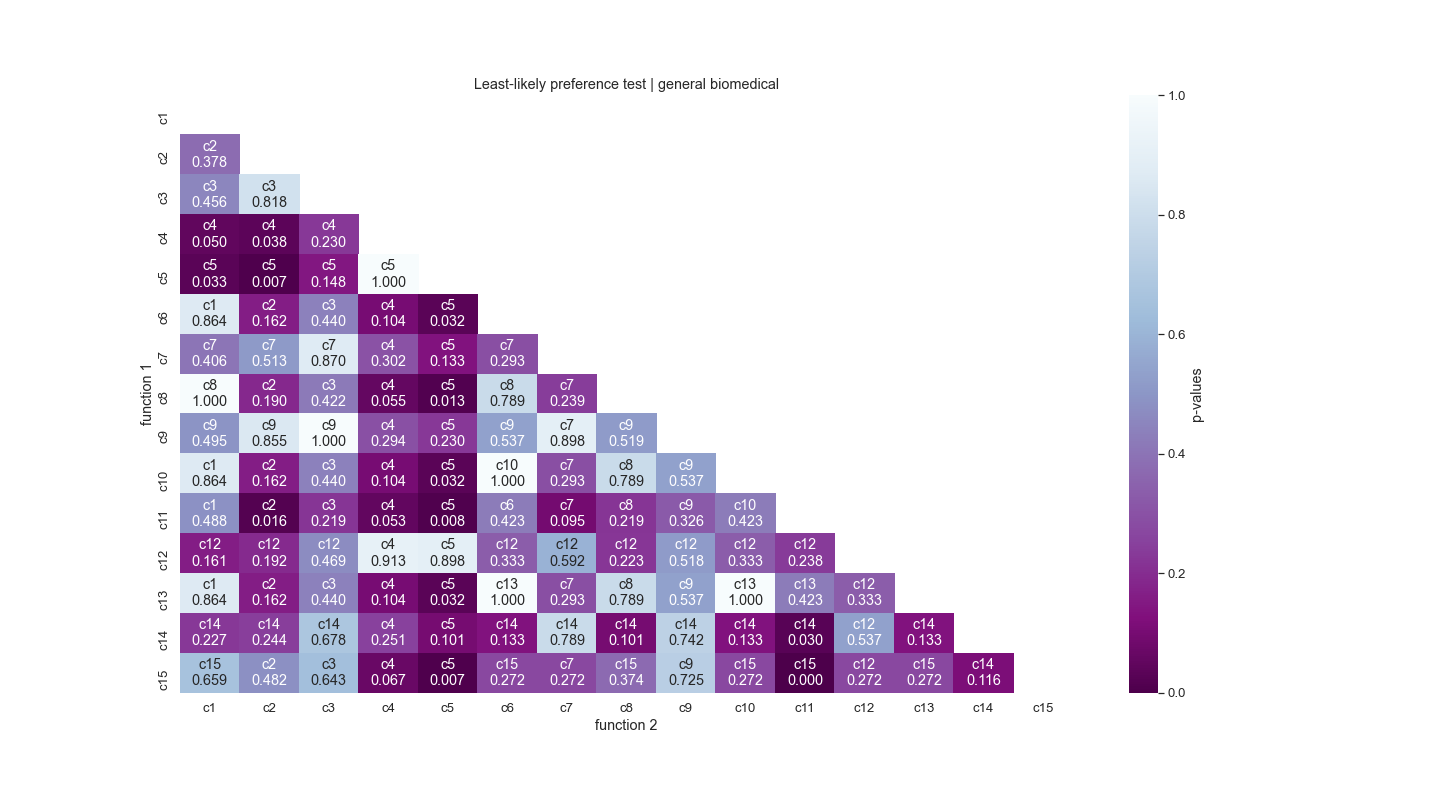 Least-likely preference test | general biomedical
1.0
c1
c2
c2
0.378
c3
c3 c3
0.456 0.818
0.8
c4
c4 c4 c4
0.050 0.038 0.230
c5
c5 c5 c5 c5
0.033 0.007 0.148 1.000
c6
c1 c2 c3 c4 c5
0.864 0.162 0.440 0.104 0.032
0.6
c7
c7 c7 c7 c4 c5 c7
0.406 0.513 0.870 0.302 0.133 0.293
function 1
p-values
c8
c8 c2 c3 c4 c5 c8 c7
1.000 0.190 0.422 0.055 0.013 0.789 0.239
c9
c9 c9 c9 c4 c5 c9 c7 c9
0.495 0.855 1.000 0.294 0.230 0.537 0.898 0.519
0.4
c10
c1 c2 c3 c4 c5 c10 c7 c8 c9
0.864 0.162 0.440 0.104 0.032 1.000 0.293 0.789 0.537
c11
c1 c2 c3 c4 c5 c6 c7 c8 c9 c10
0.488 0.016 0.219 0.053 0.008 0.423 0.095 0.219 0.326 0.423
c12
c12 c12 c12 c4 c5 c12 c12 c12 c12 c12 c12
0.161 0.192 0.469 0.913 0.898 0.333 0.592 0.223 0.518 0.333 0.238
0.2
c13
c1 c2 c3 c4 c5 c13 c7 c8 c9 c13 c13 c12
0.864 0.162 0.440 0.104 0.032 1.000 0.293 0.789 0.537 1.000 0.423 0.333
c14
c14 c14 c14 c4 c5 c14 c14 c14 c14 c14 c14 c12 c14
0.227 0.244 0.678 0.251 0.101 0.133 0.789 0.101 0.742 0.133 0.030 0.537 0.133
c15
c15 c2 c3 c4 c5 c15 c7 c15 c9 c15 c15 c12 c15 c14
0.659 0.482 0.643 0.067 0.007 0.272 0.272 0.374 0.725 0.272 0.000 0.272 0.272 0.116
0.0
c1 c2 c3 c4 c5 c6 c7 c8 c9 c10 c11 c12 c13 c14 c15
function 2